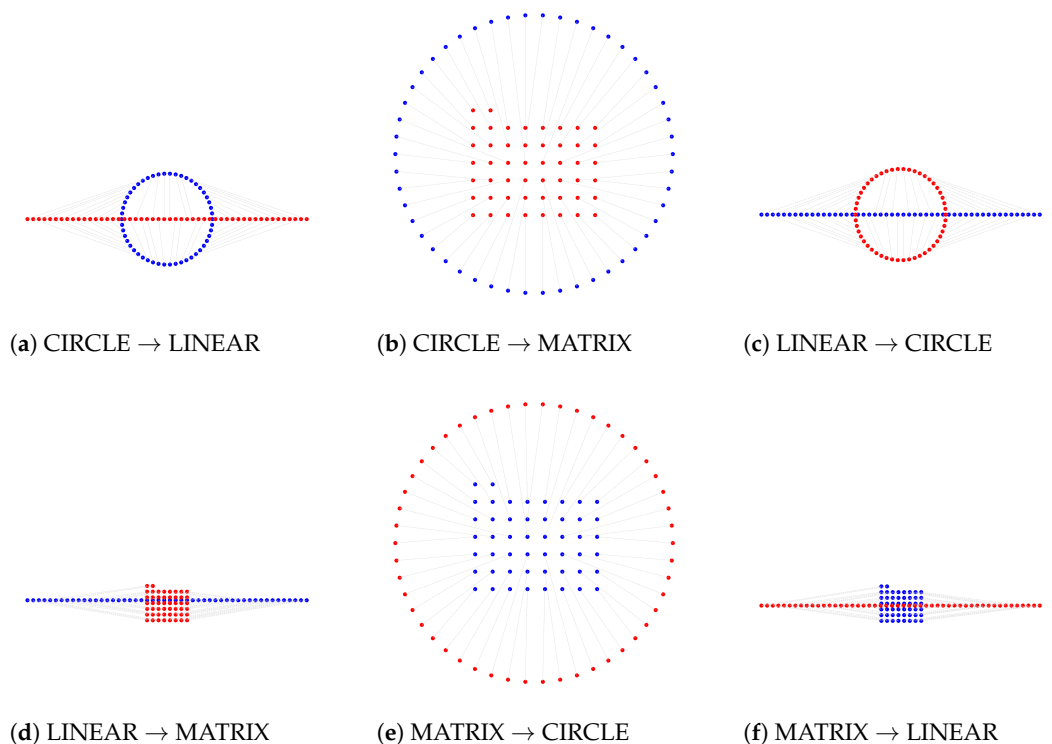 (a) CIRCLE → LINEAR
(b) CIRCLE → MATRIX
(c) LINEAR → CIRCLE
(d) LINEAR → MATRIX
(e) MATRIX → CIRCLE
(f) MATRIX → LINEAR